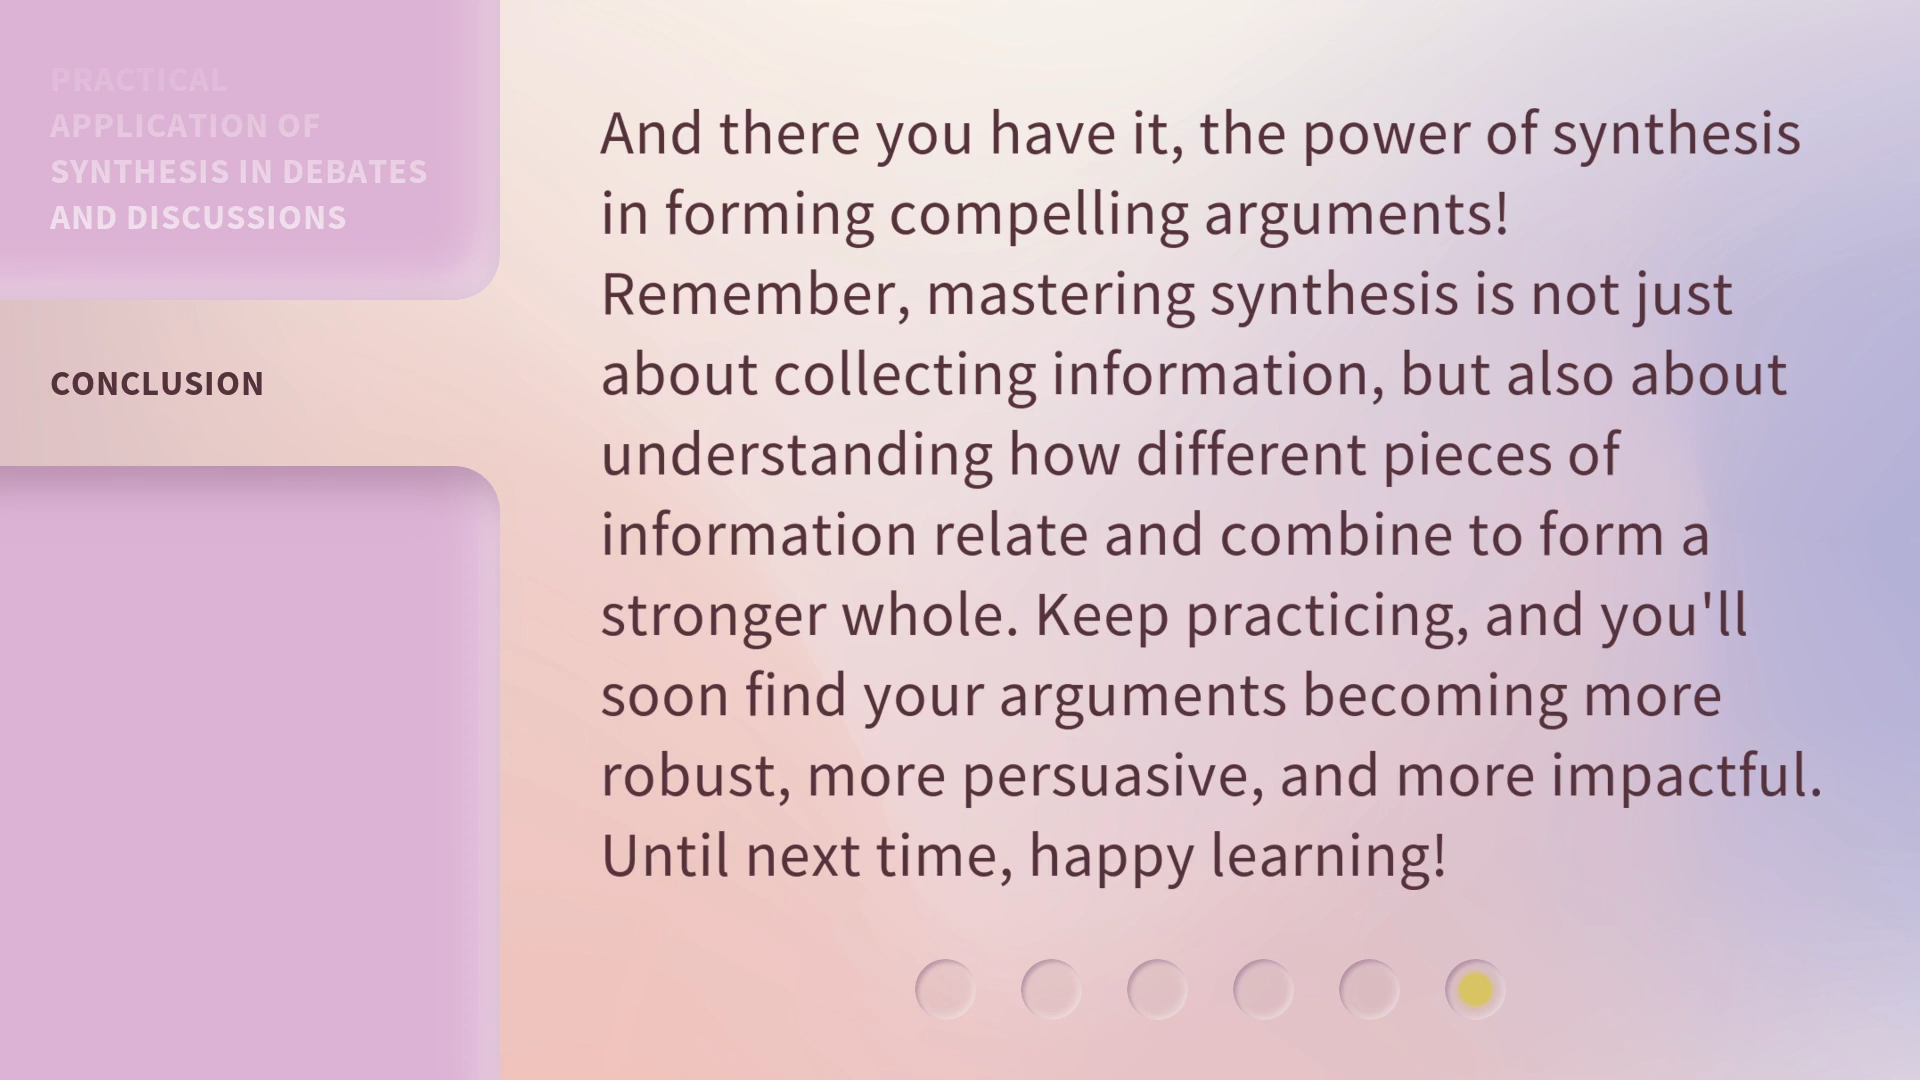 PRACTICAL
APPLICATION OF
SYNTHESIS IN DEBATES
AND DISCUSSIONS
CONCLUSION
And there you have it, the power of synthesis
in forming compelling arguments!
Remember, mastering synthesis is not just
about collecting information, but also about
understanding how different pieces of
information relate and combine to form a
stronger whole. Keep practicing, and you'll
soon find your arguments becoming more
robust, more persuasive, and more impactful.
Until next time, happy learning!